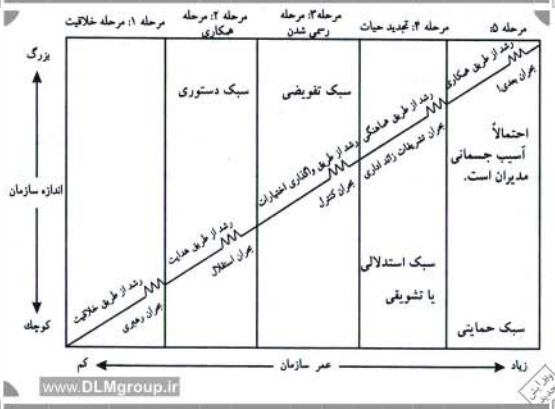 مرحله ۱: مرحله خلاقیت
مرحله ۲: مرحله
همکاری
مرحله۳: مرحله
رسمی شدن
مرحله ۴: تجدید حیات
مرحله ۵:
بزرگ
اندازه سازمان
کوچک
سبک دستوری
سبک تفویضی
احتمالاً
آسیب جسمانی
مدیران است.
سبک استدلالی
یا تشویقی
سبک حمایتی
رشد از طریق خلاقیت
بحران رهبری
رشد از طریق هدایت
بحران استقلال
رشد از طریق واگذاری اختیارات
بحران کنترل
رشد از طریق هماهنگی
بحران تشریفات زائد اداری
رشد از طریق همکاری
بحران بعدی!
کم
عمر سازمان
زیاد
www.DLMgroup.ir